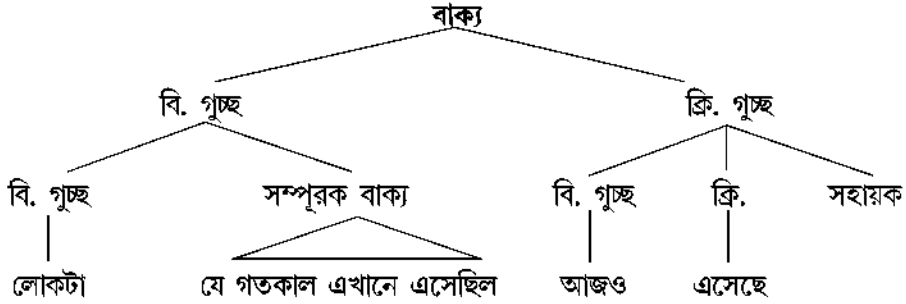 বাক্য
বি. গুচ্ছ ক্রি. গুচ্ছ
বি. গুচ্ছ সম্পূরক বাক্য বি. গুচ্ছ ক্রি. সহায়ক
লোকটা যে গতকাল এখানে এসেছিল আজও এসেছে